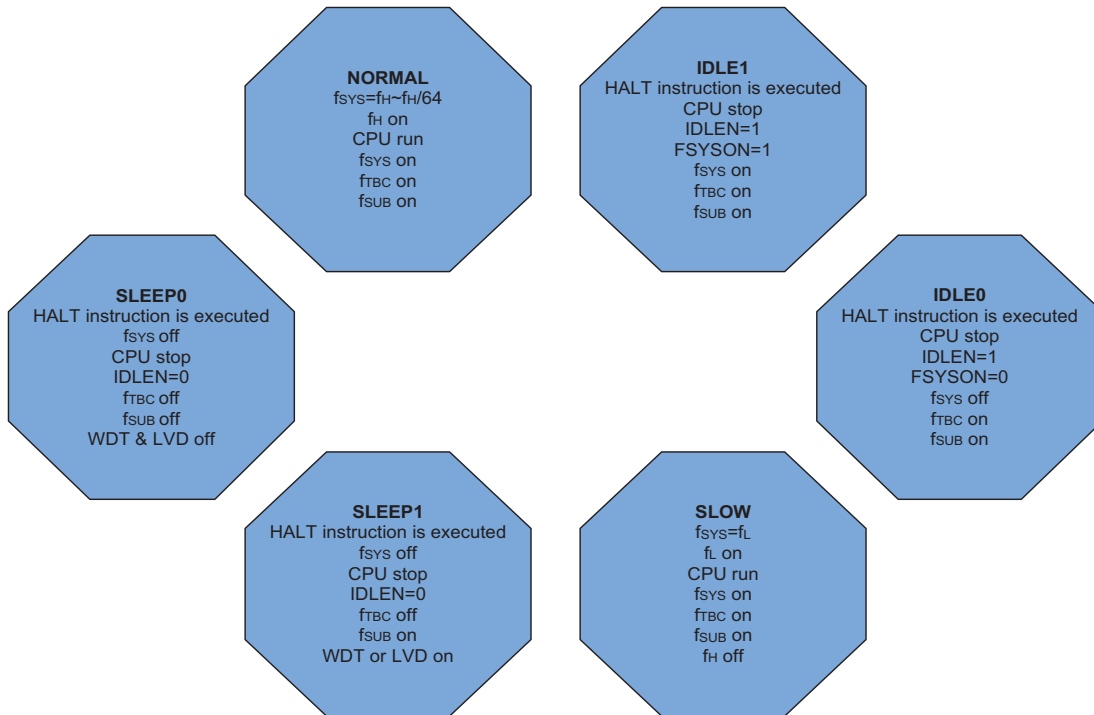 NORMAL
fSYS=fH~fH/64
fH on
CPU run
fSYS on
fTBC on
fSUB on
IDLE1
HALT instruction is executed
CPU stop
IDLEN=1
FSYSON=1
fSYS on
fTBC on
fSUB on
SLEEP0
HALT instruction is executed
fSYS off
CPU stop
IDLEN=0
fTBC off
fSUB off
WDT & LVD off
IDLE0
HALT instruction is executed
CPU stop
IDLEN=1
FSYSON=0
fSYS off
fTBC on
fSUB on
SLEEP1
HALT instruction is executed
fSYS off
CPU stop
IDLEN=0
fTBC off
fSUB on
WDT or LVD on
SLOW
fSYS=fL
fL on
CPU run
fSYS on
fTBC on
fSUB on
fH off